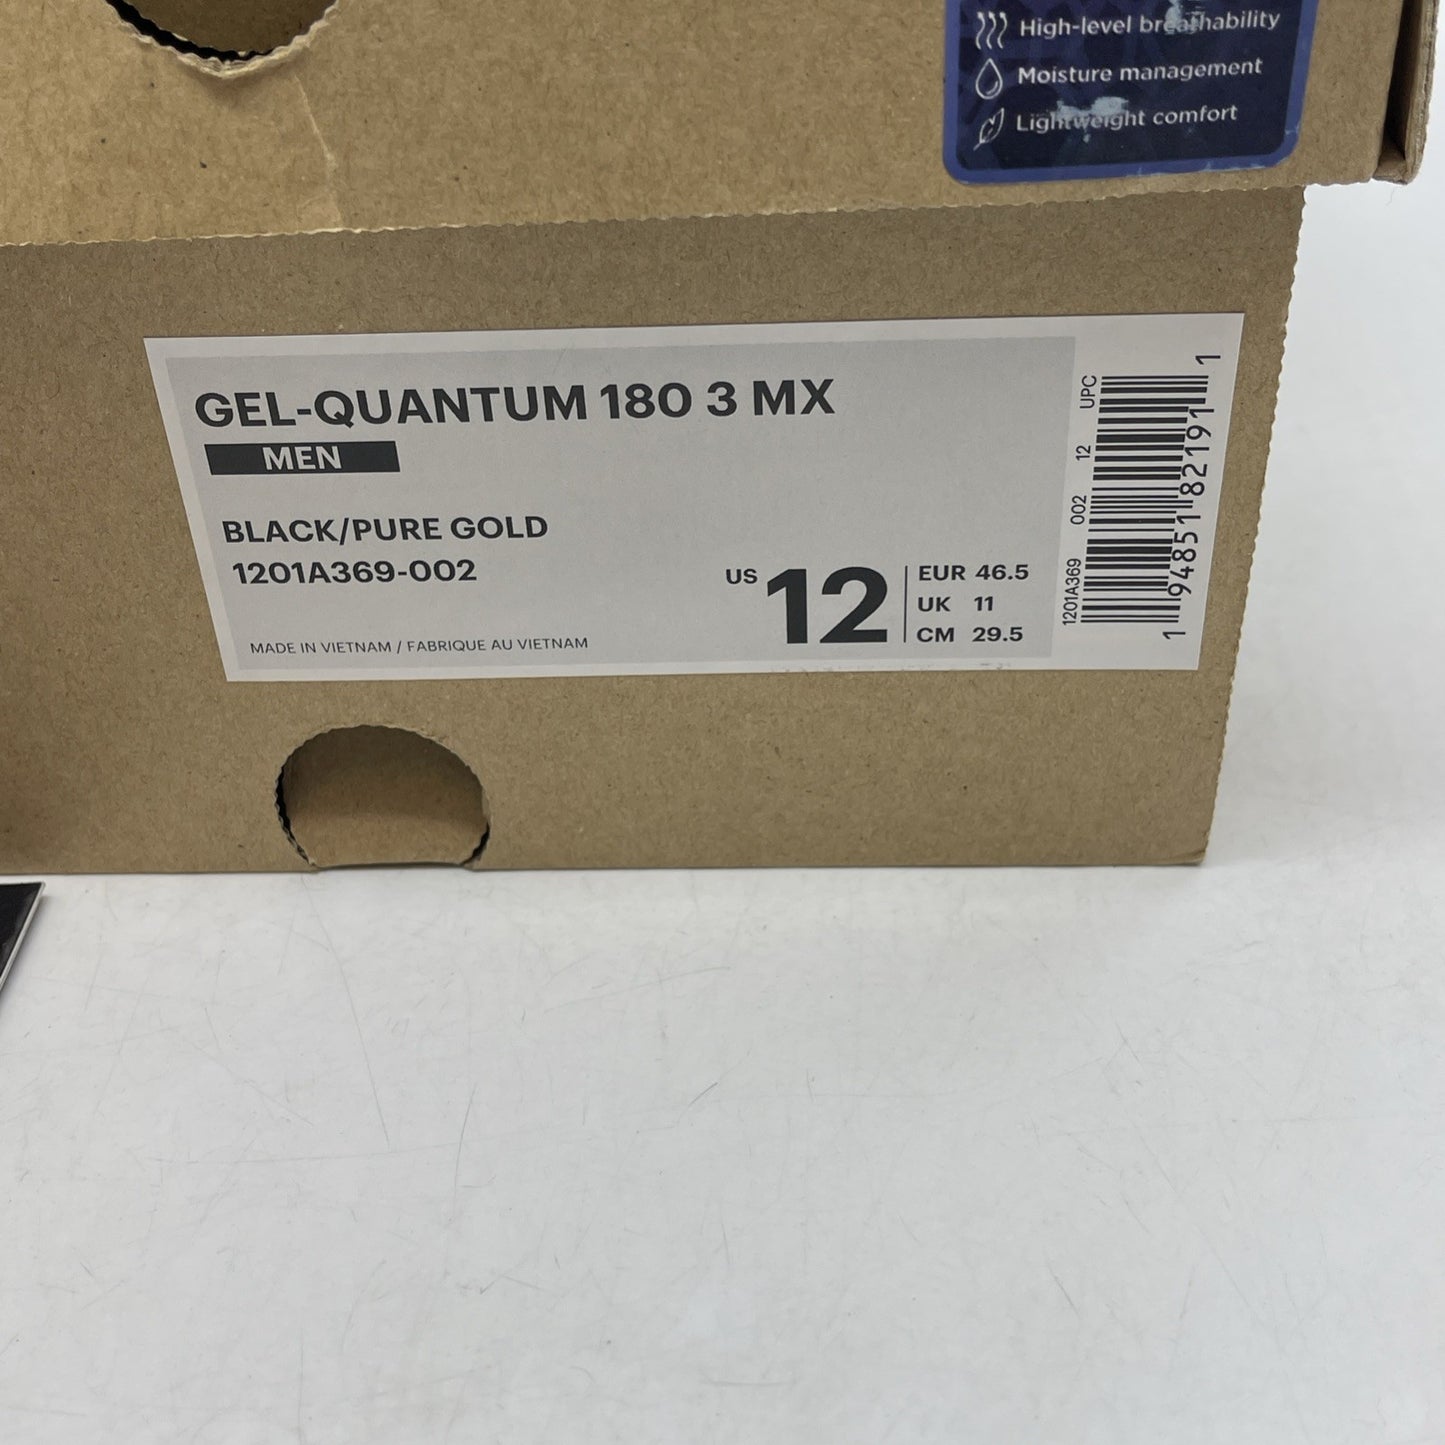 High-level breathability
Moisture management
Lightweight comfort
GEL-QUANTUM 180 3 MX
MEN
BLACK/PURE GOLD
1201A369-002
MADE IN VIETNAM / FABRIQUE AU VIETNAM
US 12
EUR 46.5
UK 11
CM 29.5
1201A369 002 12 UPC
1 94851 82191 1